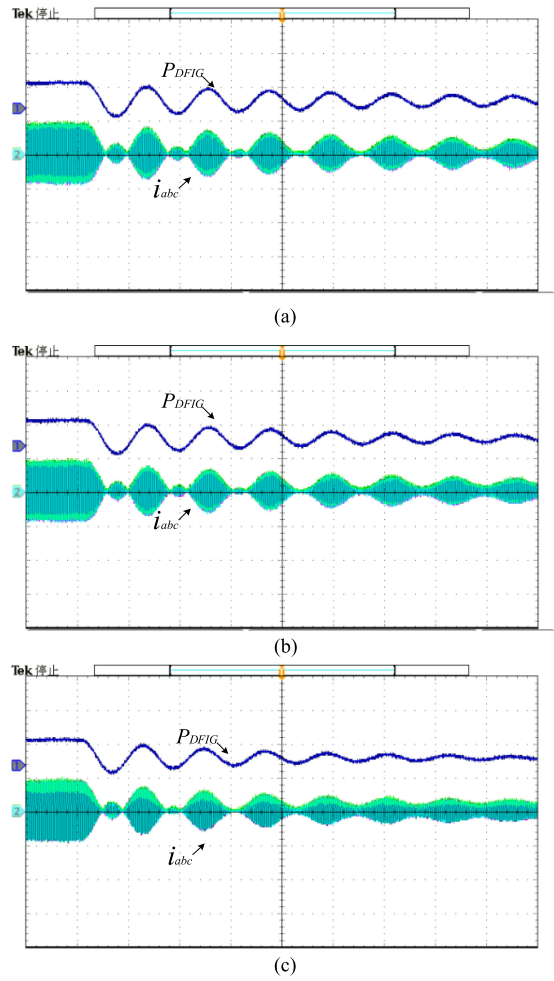 Tek 停止
P_DFIG
1
2
i_abc
(a)
Tek 停止
P_DFIG
1
2
i_abc
(b)
Tek 停止
P_DFIG
1
2
i_abc
(c)